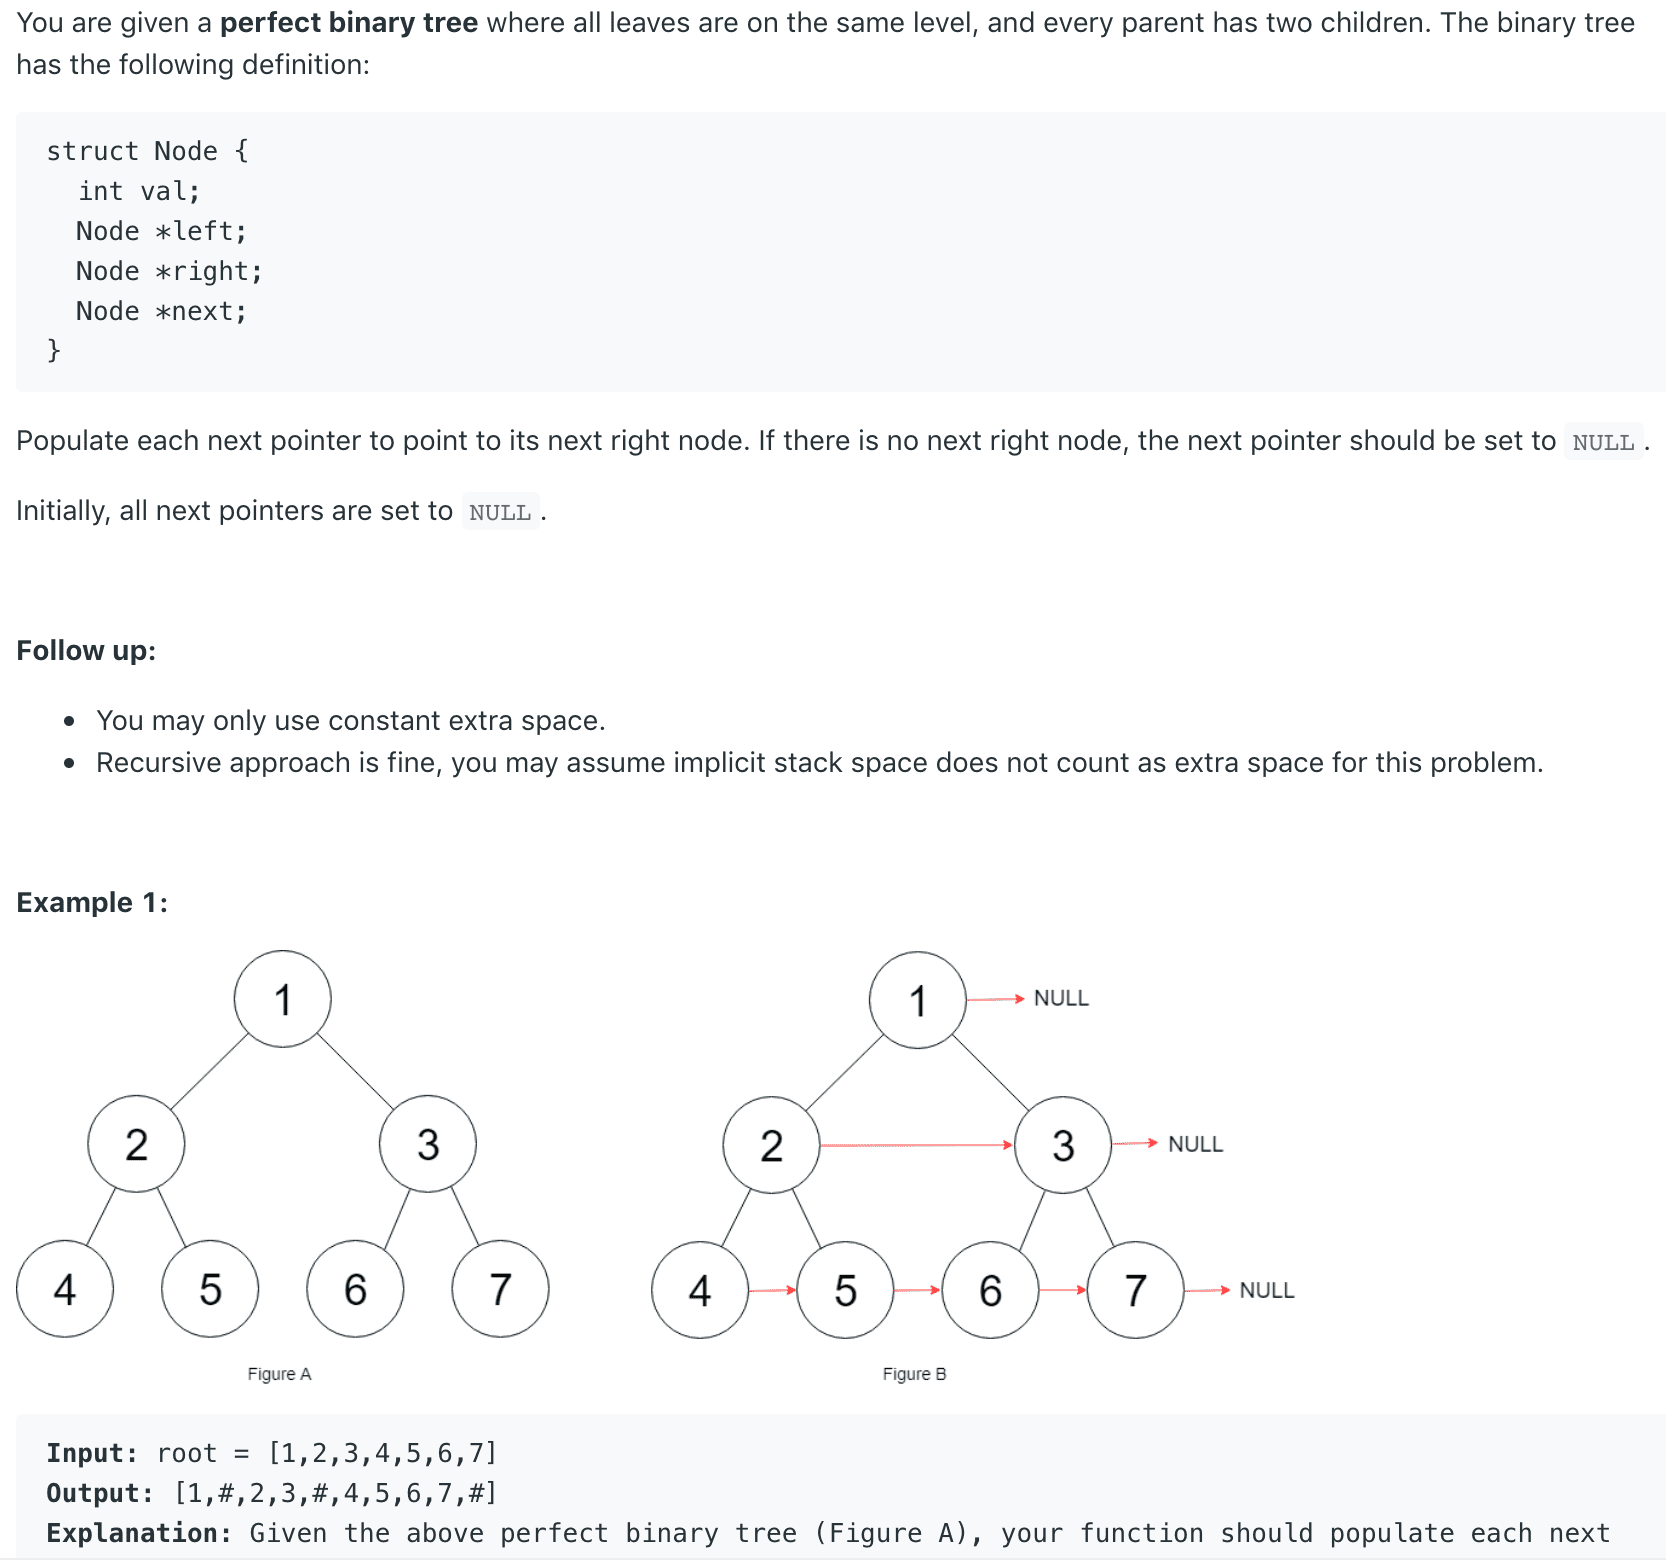 You are given a perfect binary tree where all leaves are on the same level, and every parent has two children. The binary tree
has the following definition:
struct Node {
  int val;
  Node *left;
  Node *right;
  Node *next;
}
Populate each next pointer to point to its next right node. If there is no next right node, the next pointer should be set to NULL .
Initially, all next pointers are set to NULL .
Follow up:
• You may only use constant extra space.
• Recursive approach is fine, you may assume implicit stack space does not count as extra space for this problem.
Example 1:
1 1 NULL
2 3 2 3 NULL
4 5 6 7 4 5 6 7 NULL
Figure A Figure B
Input: root = [1,2,3,4,5,6,7]
Output: [1,#,2,3,#,4,5,6,7,#]
Explanation: Given the above perfect binary tree (Figure A), your function should populate each next